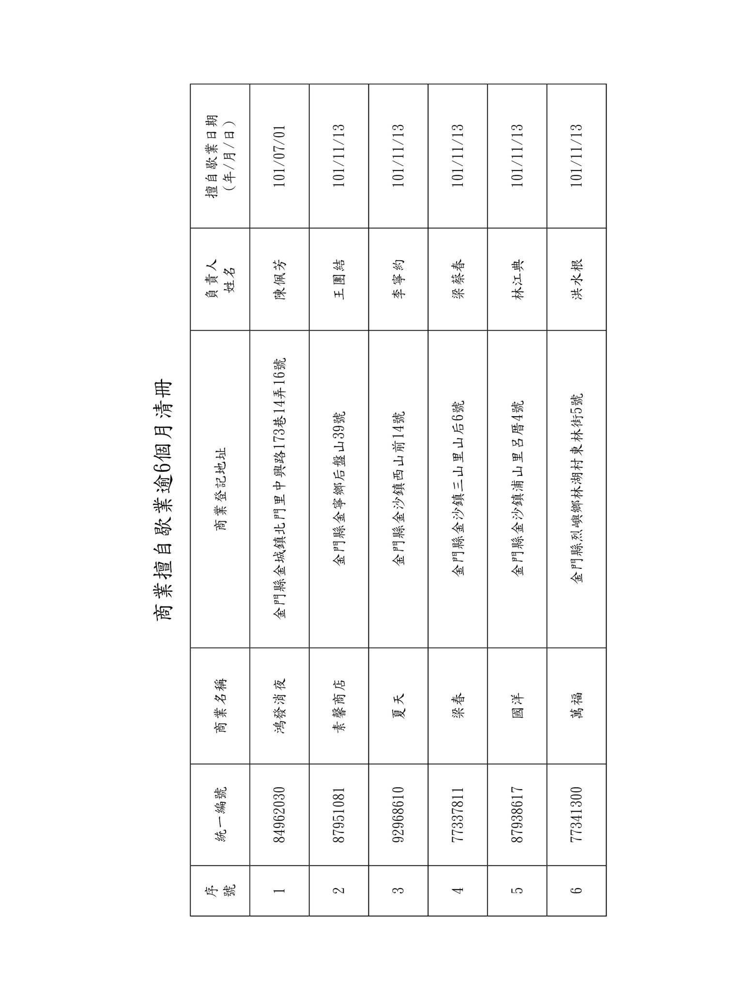 商業擅自歇業逾6個月清冊
序號 統一編號 商業名稱 商業登記地址 負責人姓名 擅自歇業日期(年/月/日)
1 84962030 鴻發消夜 金門縣金城鎮北門里中興路173巷14弄16號 陳佩芳 101/07/01
2 87951081 素馨商店 金門縣金寧鄉后盤山39號 王團結 101/11/13
3 92968610 夏天 金門縣金沙鎮西山前14號 李寧約 101/11/13
4 77337811 梁春 金門縣金沙鎮三山里山后6號 梁蔡春 101/11/13
5 87938617 國洋 金門縣金沙鎮浦山里呂厝4號 林江典 101/11/13
6 77341300 萬福 金門縣烈嶼鄉林湖村東林街5號 洪水根 101/11/13